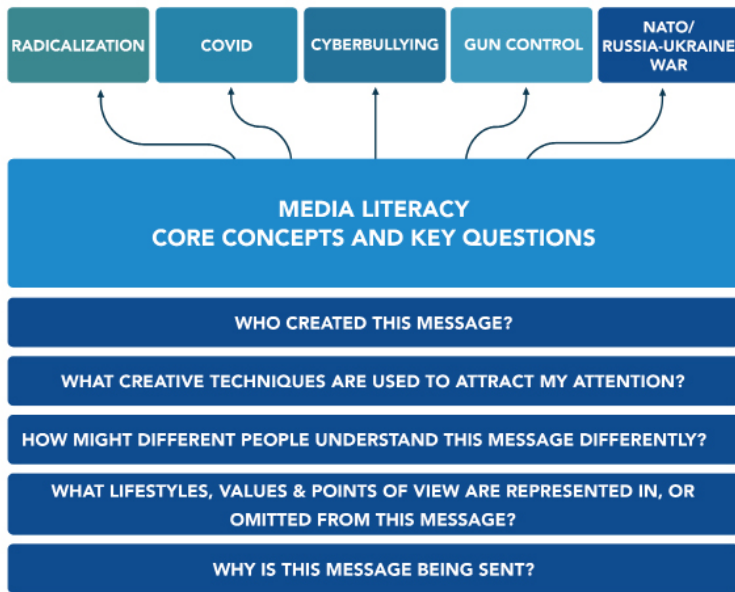 RADICALIZATION
COVID
CYBERBULLYING
GUN CONTROL
NATO/
RUSSIA-UKRAINE
WAR
MEDIA LITERACY
CORE CONCEPTS AND KEY QUESTIONS
WHO CREATED THIS MESSAGE?
WHAT CREATIVE TECHNIQUES ARE USED TO ATTRACT MY ATTENTION?
HOW MIGHT DIFFERENT PEOPLE UNDERSTAND THIS MESSAGE DIFFERENTLY?
WHAT LIFESTYLES, VALUES & POINTS OF VIEW ARE REPRESENTED IN, OR
OMITTED FROM THIS MESSAGE?
WHY IS THIS MESSAGE BEING SENT?